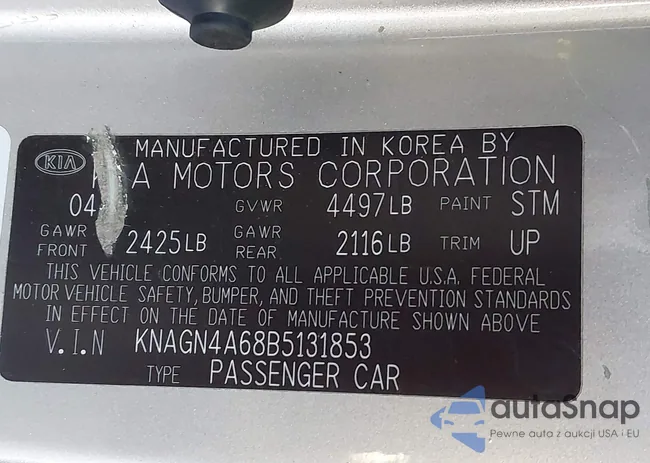 KIA
MANUFACTURED IN KOREA BY
A MOTORS CORPORATION
04 GVWR 4497LB PAINT STM
GAWR FRONT 2425LB GAWR REAR 2116LB TRIM UP
THIS VEHICLE CONFORMS TO ALL APPLICABLE U.S.A. FEDERAL
MOTOR VEHICLE SAFETY, BUMPER, AND THEFT PREVENTION STANDARDS
IN EFFECT ON THE DATE OF MANUFACTURE SHOWN ABOVE
V.I.N KNAGN4A68B5131853
TYPE PASSENGER CAR
autoSnap
Pewne auta z aukcji USA i EU